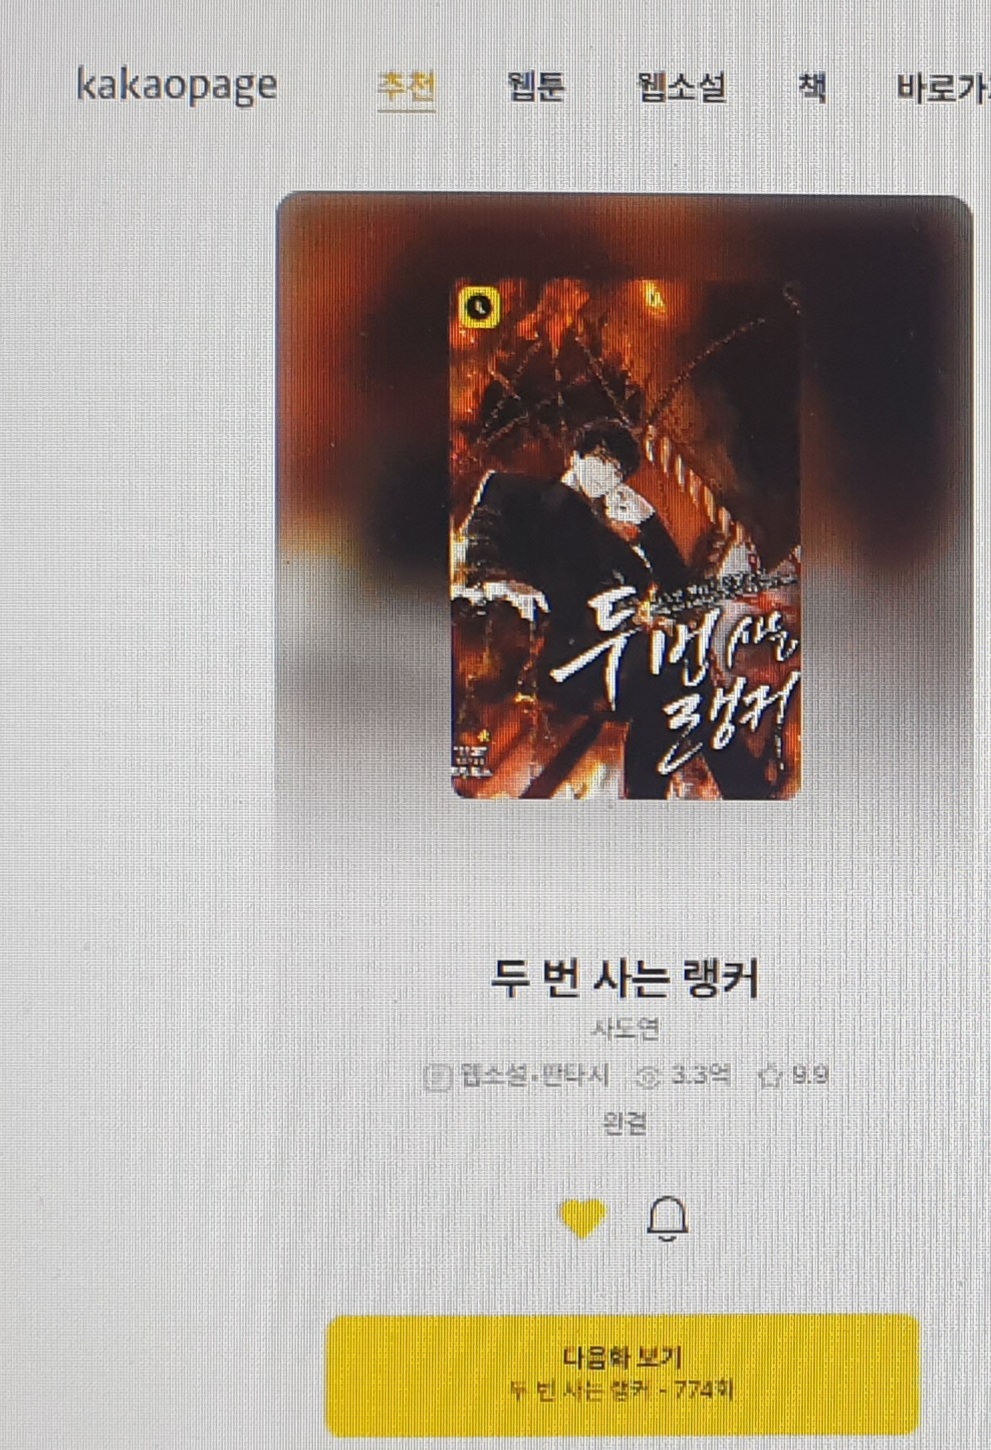 kakaopage 추천 웹툰 웹소설 책 바로가
두 번 사는
랭커
두 번 사는 랭커
사도연
웹소설·판타지 3.3억 9.9
완결
다음화 보기
두 번 사는 랭커 - 774화